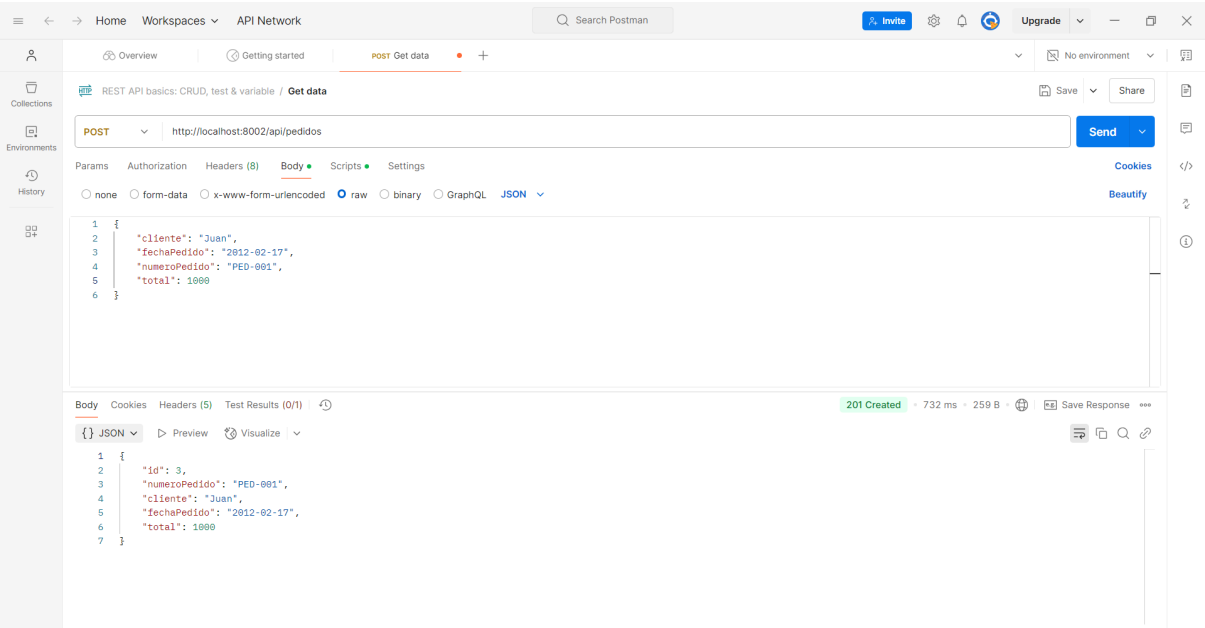 Home Workspaces API Network Search Postman Invite Upgrade
Overview Getting started POST Get data No environment
HTTP REST API basics: CRUD, test & variable / Get data Save Share
Collections
Environments
History
POST http://localhost:8002/api/pedidos Send
Params Authorization Headers (8) Body Scripts Settings Cookies
none form-data x-www-form-urlencoded raw binary GraphQL JSON Beautify
1 {
2 "cliente": "Juan",
3 "fechaPedido": "2012-02-17",
4 "numeroPedido": "PED-001",
5 "total": 1000
6 }
Body Cookies Headers (5) Test Results (0/1) 201 Created 732 ms 259 B Save Response
{} JSON Preview Visualize
1 {
2 "id": 3,
3 "numeroPedido": "PED-001",
4 "cliente": "Juan",
5 "fechaPedido": "2012-02-17",
6 "total": 1000
7 }